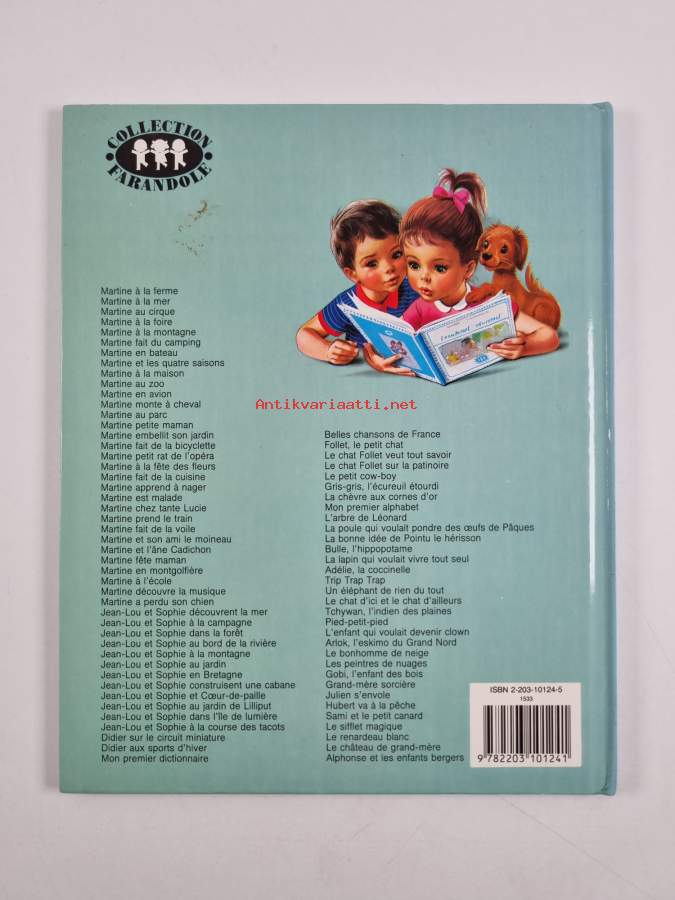 COLLECTION
FARANDOLE
Martine à la ferme
Martine à la mer
Martine au cirque
Martine à la foire
Martine à la montagne
Martine fait du camping
Martine en bateau
Martine et les quatre saisons
Martine à la maison
Martine au zoo
Martine en avion
Martine monte à cheval
Martine au parc
Martine petite maman
Martine embellit son jardin
Martine fait de la bicyclette
Martine petit rat de l'opéra
Martine à la fête des fleurs
Martine fait de la cuisine
Martine apprend à nager
Martine est malade
Martine chez tante Lucie
Martine prend le train
Martine fait de la voile
Martine et son ami le moineau
Martine et l'âne Cadichon
Martine fête maman
Martine en montgolfière
Martine à l'école
Martine découvre la musique
Martine a perdu son chien
Jean-Lou et Sophie découvrent la mer
Jean-Lou et Sophie à la campagne
Jean-Lou et Sophie dans la forêt
Jean-Lou et Sophie au bord de la rivière
Jean-Lou et Sophie à la montagne
Jean-Lou et Sophie au jardin
Jean-Lou et Sophie en Bretagne
Jean-Lou et Sophie construisent une cabane
Jean-Lou et Sophie et Cœur-de-paille
Jean-Lou et Sophie au jardin de Lilliput
Jean-Lou et Sophie dans l'île de lumière
Jean-Lou et Sophie à la course des tacots
Didier sur le circuit miniature
Didier aux sports d'hiver
Mon premier dictionnaire
Antikvariaatti.net
Belles chansons de France
Follet, le petit chat
Le chat Follet veut tout savoir
Le chat Follet sur la patinoire
Le petit cow-boy
Gris-gris, l'écureuil étourdi
La chèvre aux cornes d'or
Mon premier alphabet
L'arbre de Léonard
La poule qui voulait pondre des œufs de Pâques
La bonne idée de Pointu le hérisson
Bulle, l'hippopotame
La lapin qui voulait vivre tout seul
Adélie, la coccinelle
Trip Trap Trap
Un éléphant de rien du tout
Le chat d'ici et le chat d'ailleurs
Tchywan, l'indien des plaines
Pied-petit-pied
L'enfant qui voulait devenir clown
Arlok, l'eskimo du Grand Nord
Le bonhomme de neige
Les peintres de nuages
Gobi, l'enfant des bois
Grand-mère sorcière
Julien s'envole
Hubert va à la pêche
Sami et le petit canard
Le sifflet magique
Le renardeau blanc
Le château de grand-mère
Alphonse et les enfants bergers
ISBN 2-203-10124-5
1533
9 782203 101241